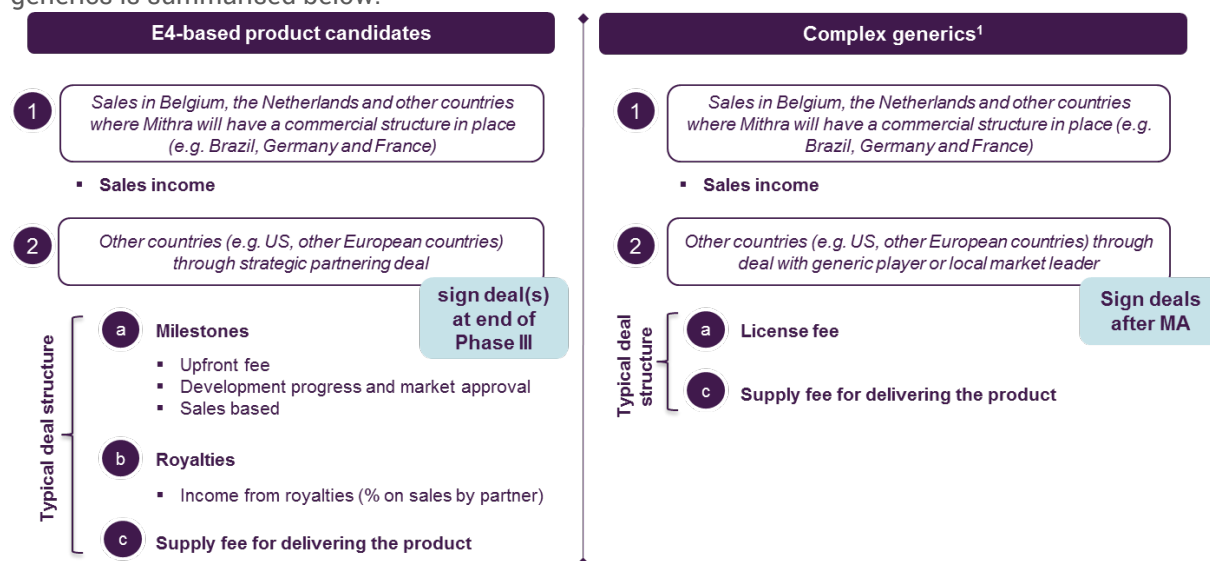 generics is summarised below.
E4-based product candidates
1
Sales in Belgium, the Netherlands and other countries
where Mithra will have a commercial structure in place
(e.g. Brazil, Germany and France)
▪ Sales income
2
Other countries (e.g. US, other European countries)
through strategic partnering deal
sign deal(s)
at end of
Phase III
Typical deal structure
a
Milestones
▪ Upfront fee
▪ Development progress and market approval
▪ Sales based
b
Royalties
▪ Income from royalties (% on sales by partner)
c
Supply fee for delivering the product
Complex generics¹
1
Sales in Belgium, the Netherlands and other countries
where Mithra will have a commercial structure in place (e.g.
Brazil, Germany and France)
▪ Sales income
2
Other countries (e.g. US, other European countries) through
deal with generic player or local market leader
Sign deals
after MA
Typical deal
structure
a
License fee
c
Supply fee for delivering the product